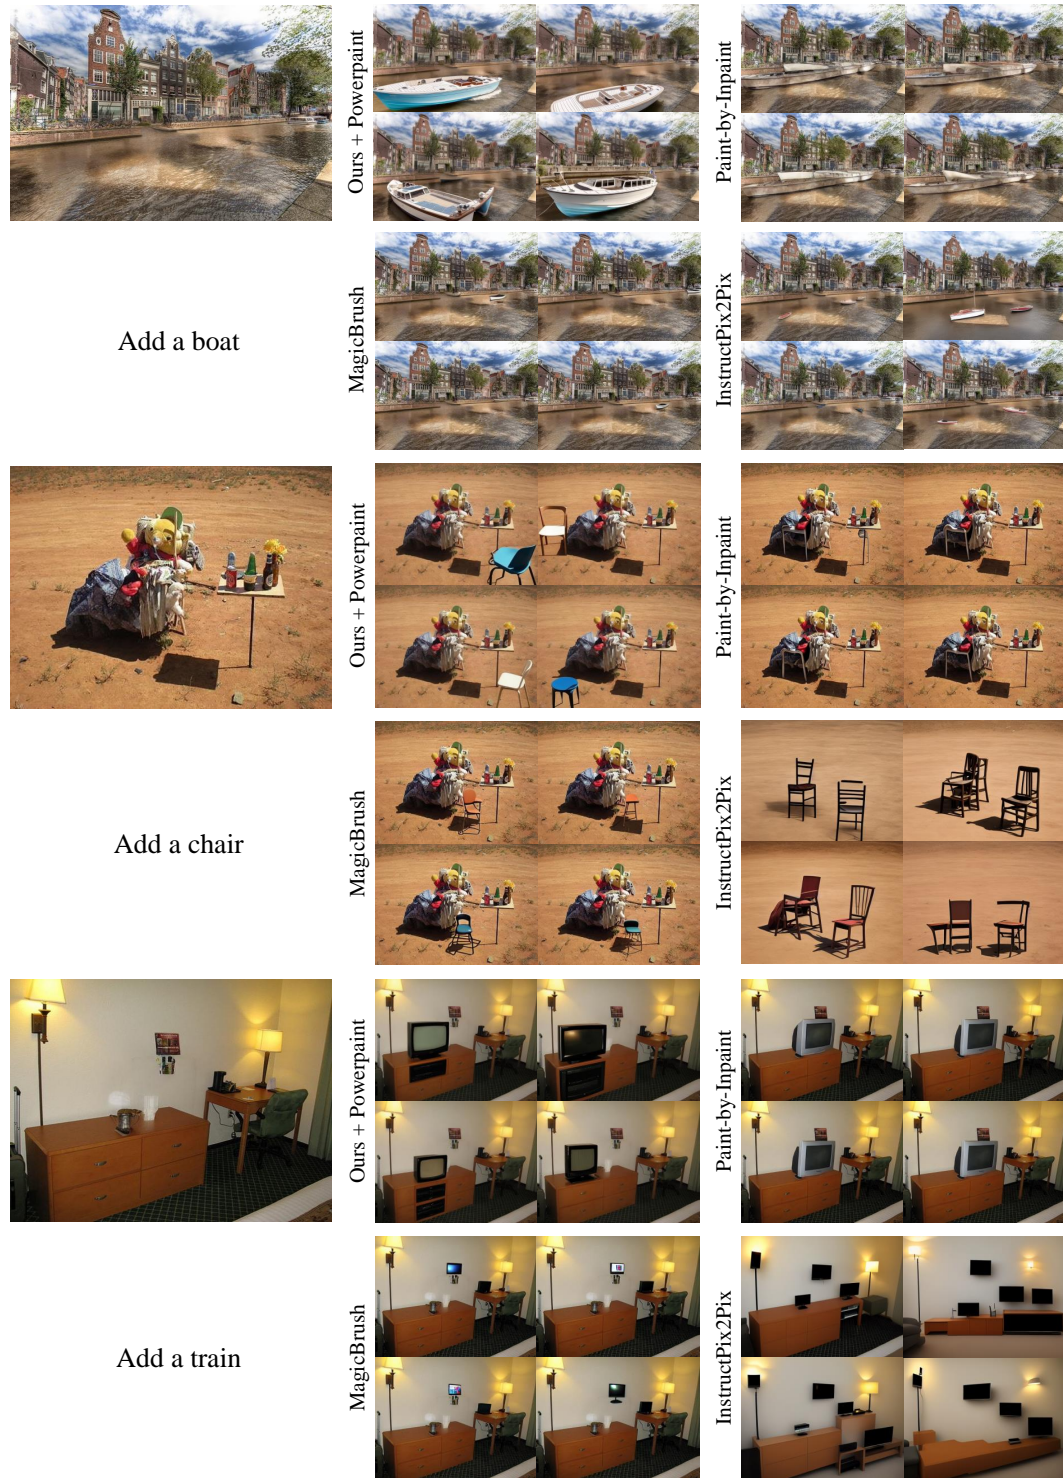 Ours + Powerpaint
Paint-by-Inpaint
Add a boat
MagicBrush
InstructPix2Pix
Ours + Powerpaint
Paint-by-Inpaint
Add a chair
MagicBrush
InstructPix2Pix
Ours + Powerpaint
Paint-by-Inpaint
Add a train
MagicBrush
InstructPix2Pix